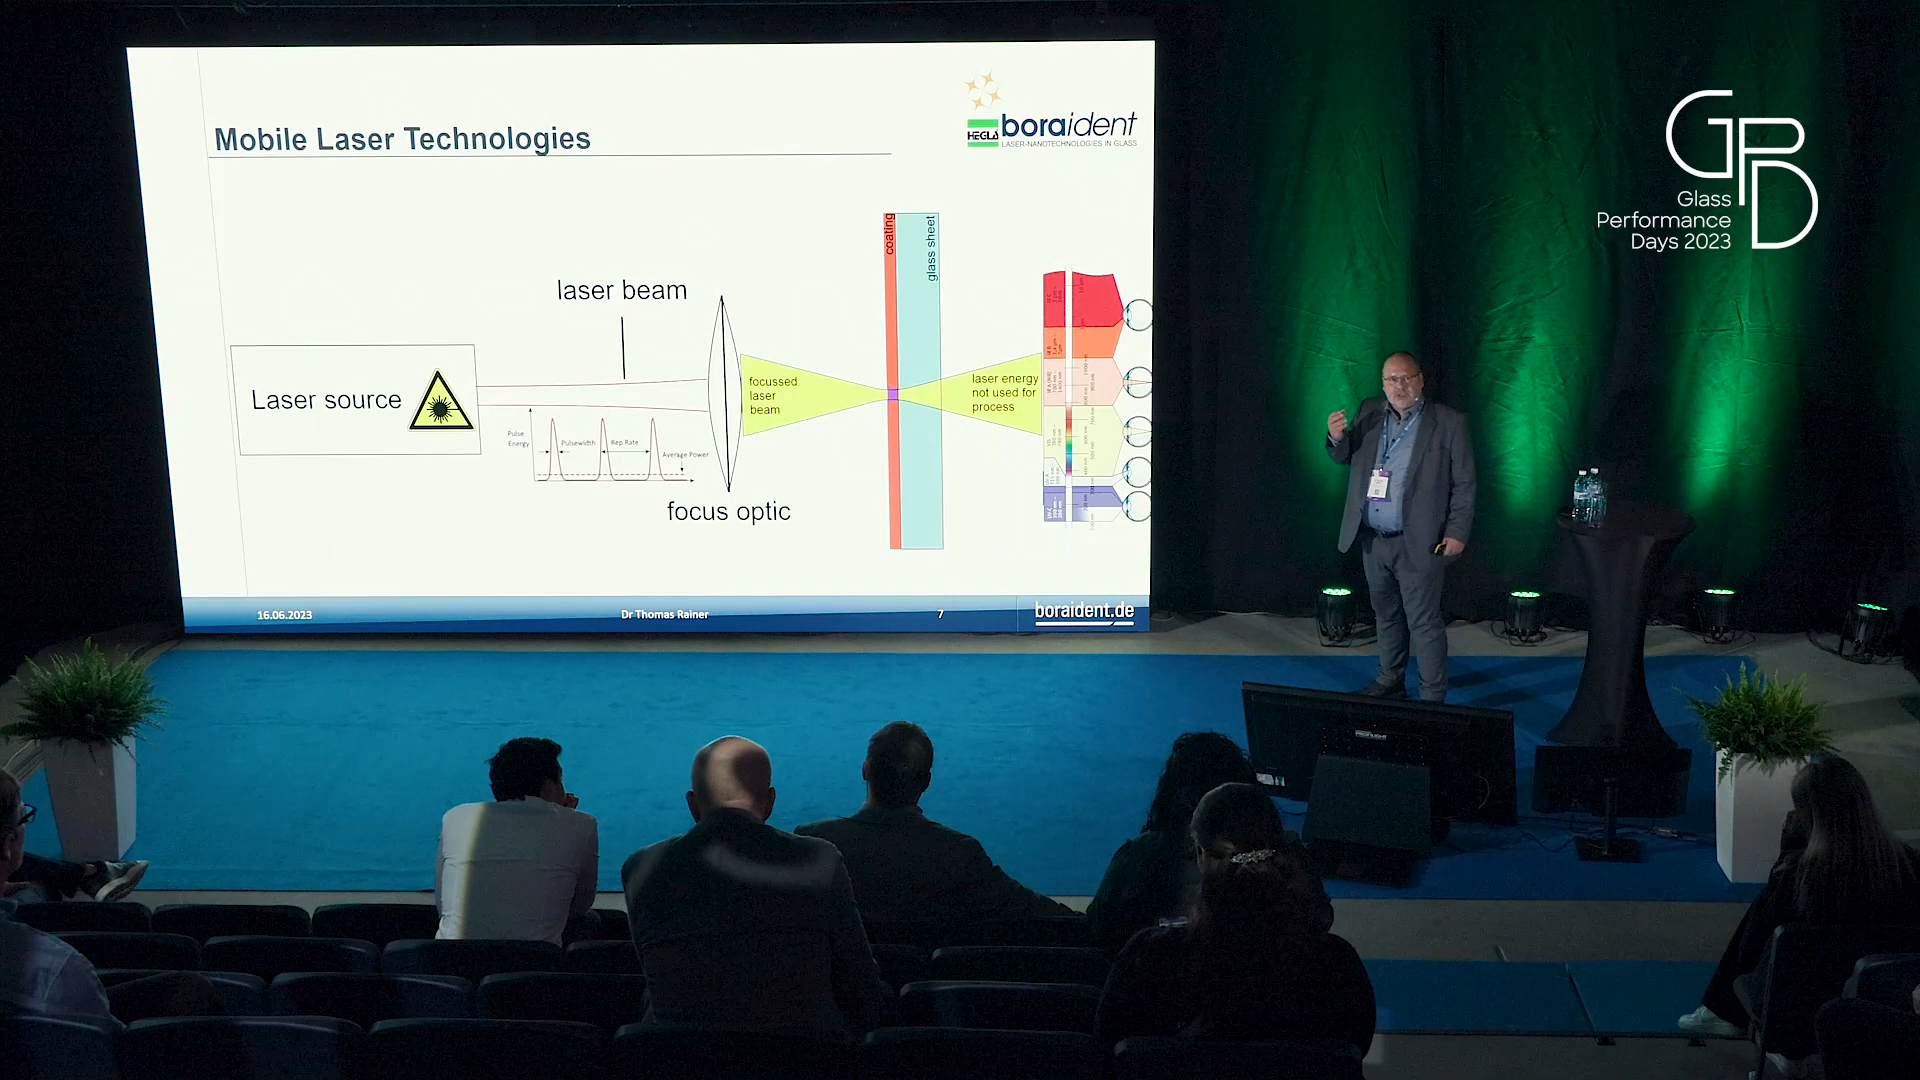 Mobile Laser Technologies
HEGLA
boraident
LASER-NANOTECHNOLOGIES IN GLASS
GPD
Glass
Performance
Days 2023
coating
glass sheet
laser beam
Laser source
focussed
laser
beam
laser energy
not used for
process
Pulse
Energy
Pulsewidth
Rep Rate
Average Power
focus optic
16.06.2023
Dr Thomas Rainer
7
boraident.de